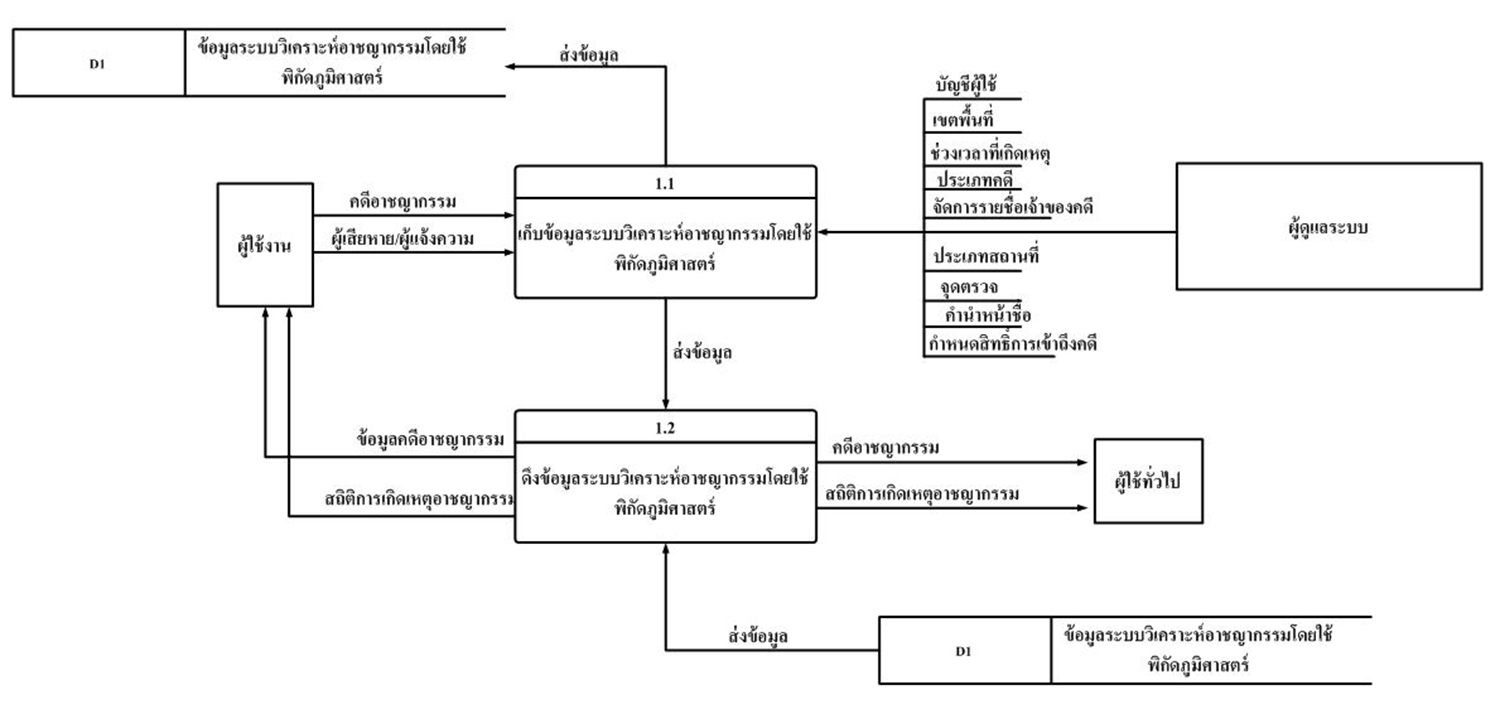 D1
ข้อมูลระบบวิเคราะห์อาชญากรรมโดยใช้
พิกัดภูมิศาสตร์
ส่งข้อมูล
บัญชีผู้ใช้
เขตพื้นที่
ช่วงเวลาที่เกิดเหตุ
ประเภทคดี
จัดการรายชื่อเจ้าของคดี
ประเภทสถานที่
จุดตรวจ
คำนำหน้าชื่อ
กำหนดสิทธิ์การเข้าถึงคดี
ผู้ดูแลระบบ
ผู้ใช้งาน
คดีอาชญากรรม
ผู้เสียหาย/ผู้แจ้งความ
1.1
เก็บข้อมูลระบบวิเคราะห์อาชญากรรมโดยใช้
พิกัดภูมิศาสตร์
ส่งข้อมูล
1.2
ดึงข้อมูลระบบวิเคราะห์อาชญากรรมโดยใช้
พิกัดภูมิศาสตร์
ข้อมูลคดีอาชญากรรม
สถิติการเกิดเหตุอาชญากรรม
คดีอาชญากรรม
สถิติการเกิดเหตุอาชญากรรม
ผู้ใช้ทั่วไป
ส่งข้อมูล
D1
ข้อมูลระบบวิเคราะห์อาชญากรรมโดยใช้
พิกัดภูมิศาสตร์